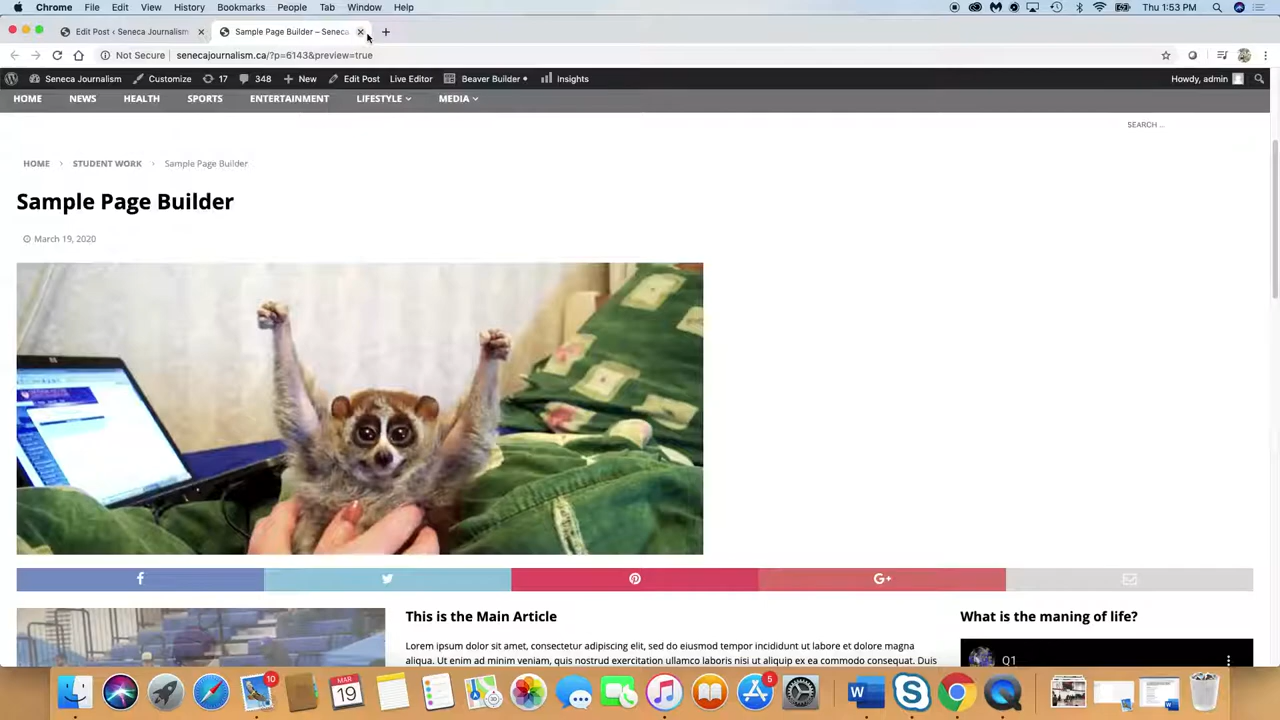 Chrome File Edit View History Bookmarks People Tab Window Help Thu 1:53 PM
Edit Post ‹ Seneca Journalism Sample Page Builder – Seneca
Not Secure senecajournalism.ca/?p=6143&preview=true
Seneca Journalism Customize 17 348 New Edit Post Live Editor Beaver Builder Insights Howdy, admin
HOME NEWS HEALTH SPORTS ENTERTAINMENT LIFESTYLE MEDIA
SEARCH ...
HOME STUDENT WORK Sample Page Builder
Sample Page Builder
March 19, 2020
This is the Main Article What is the maning of life?
Lorem ipsum dolor sit amet, consectetur adipiscing elit, sed do eiusmod tempor incididunt ut labore et dolore magna
aliqua. Ut enim ad minim veniam, quis nostrud exercitation ullamco laboris nisi ut aliquip ex ea commodo consequat. Duis
Q1
10 MAR 19 5